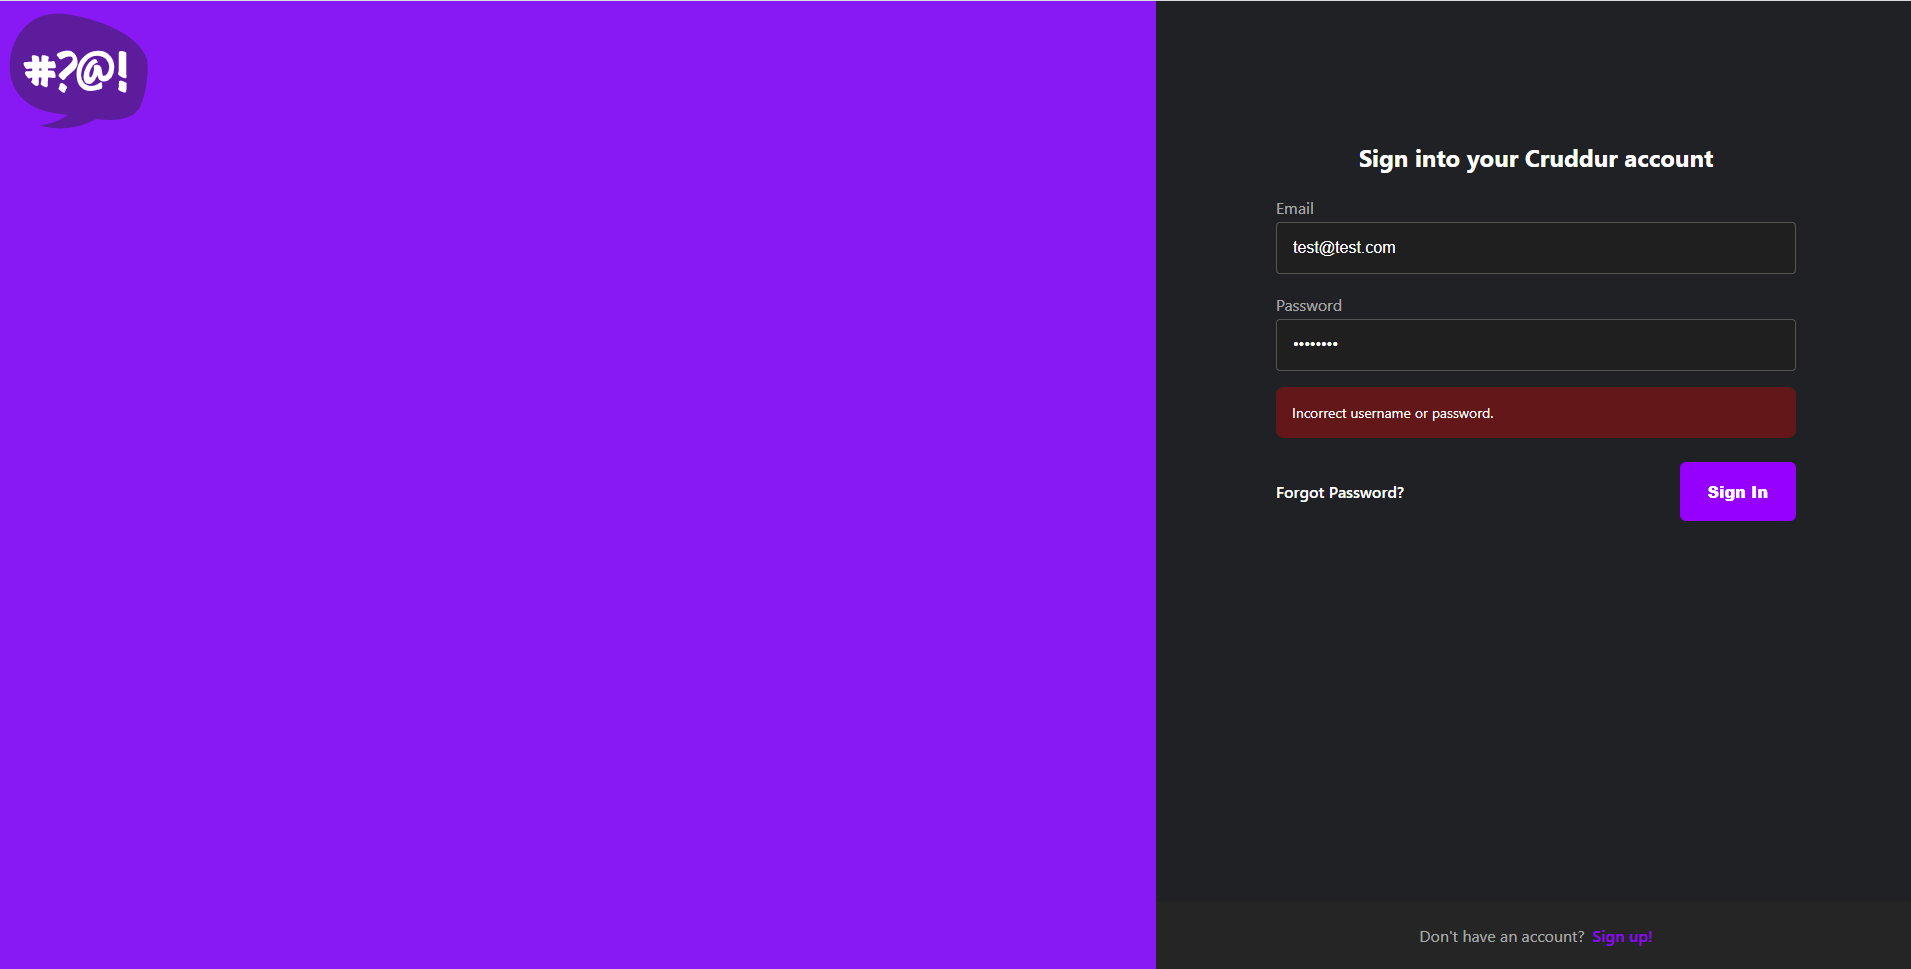 #?@!
Sign into your Cruddur account
Email
test@test.com
Password
••••••••
Incorrect username or password.
Forgot Password?
Sign In
Don't have an account? Sign up!